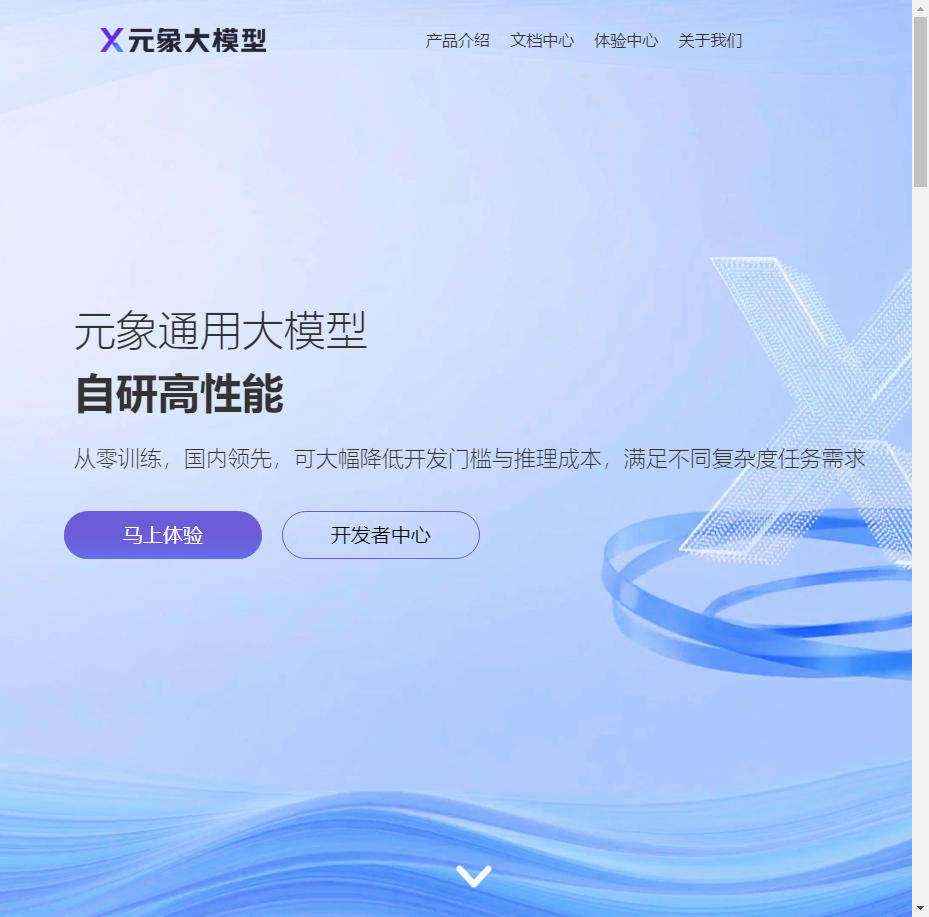 X元象大模型
产品介绍 文档中心 体验中心 关于我们
元象通用大模型
自研高性能
从零训练，国内领先，可大幅降低开发门槛与推理成本，满足不同复杂度任务需求
马上体验 开发者中心